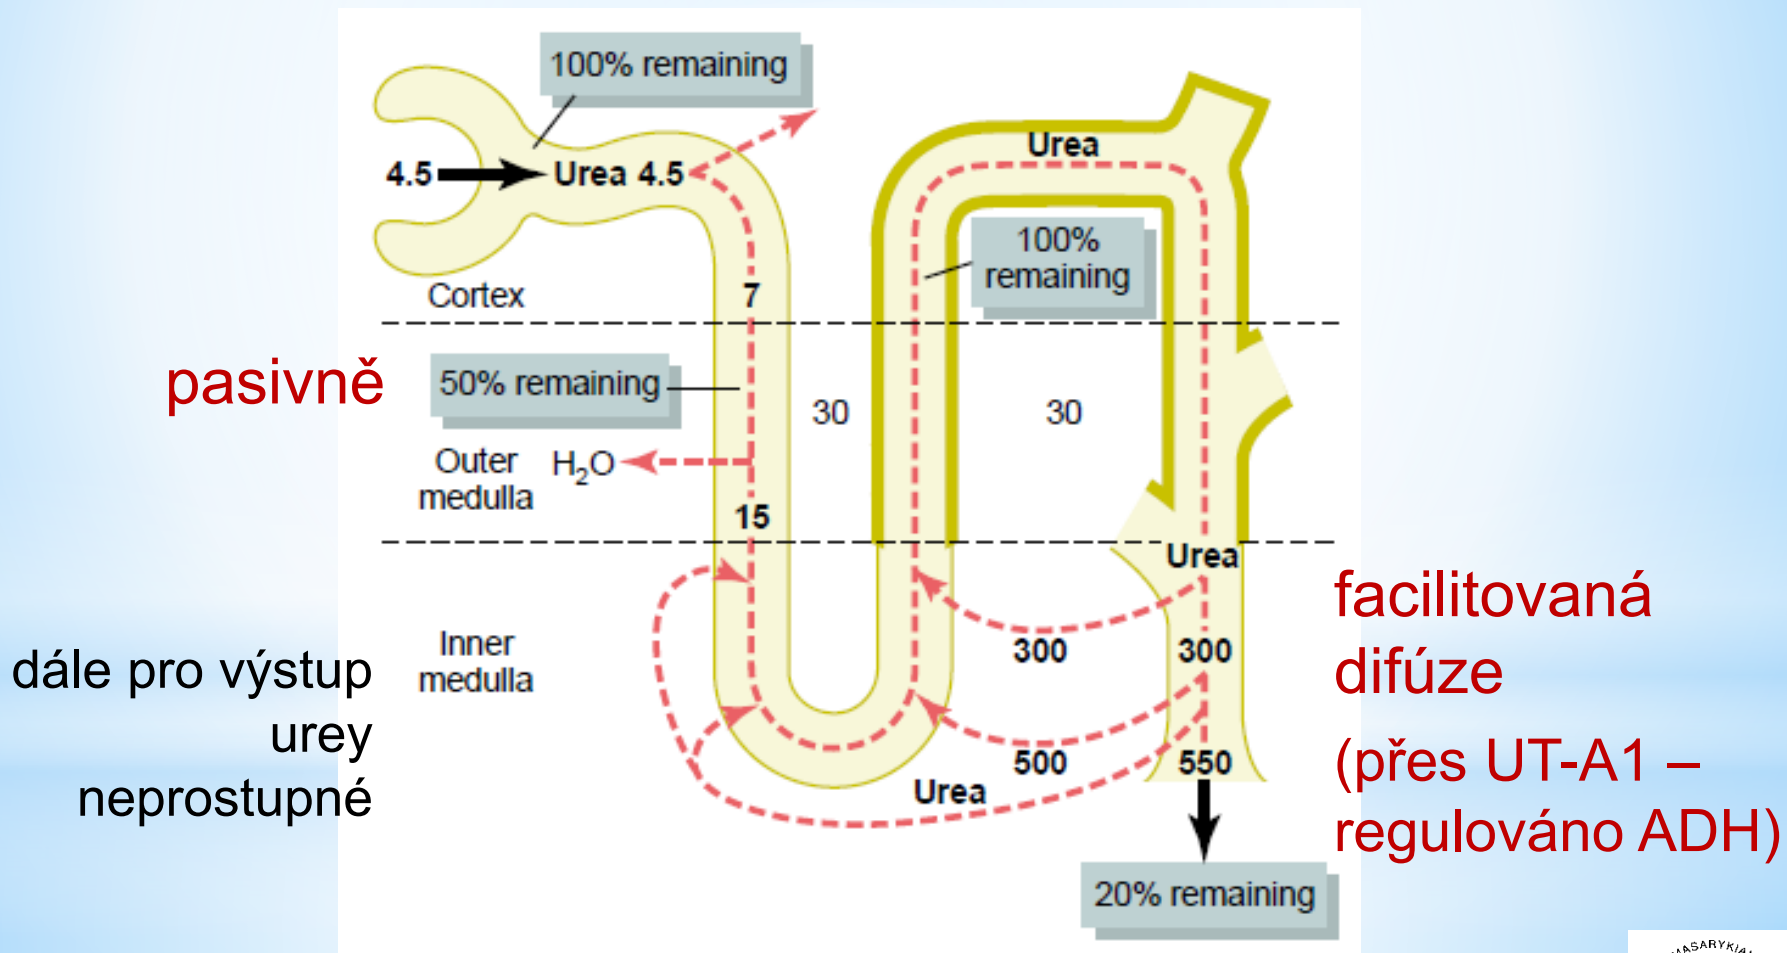 100% remaining
4.5
Urea 4.5
Urea
100%
remaining
Cortex
7
pasivně
50% remaining
30
30
Outer
medulla
H₂O
15
Urea
facilitovaná
difúze
(přes UT-A1 –
regulováno ADH)
Inner
medulla
dále pro výstup
urey
neprostupné
300
300
500
550
Urea
20% remaining